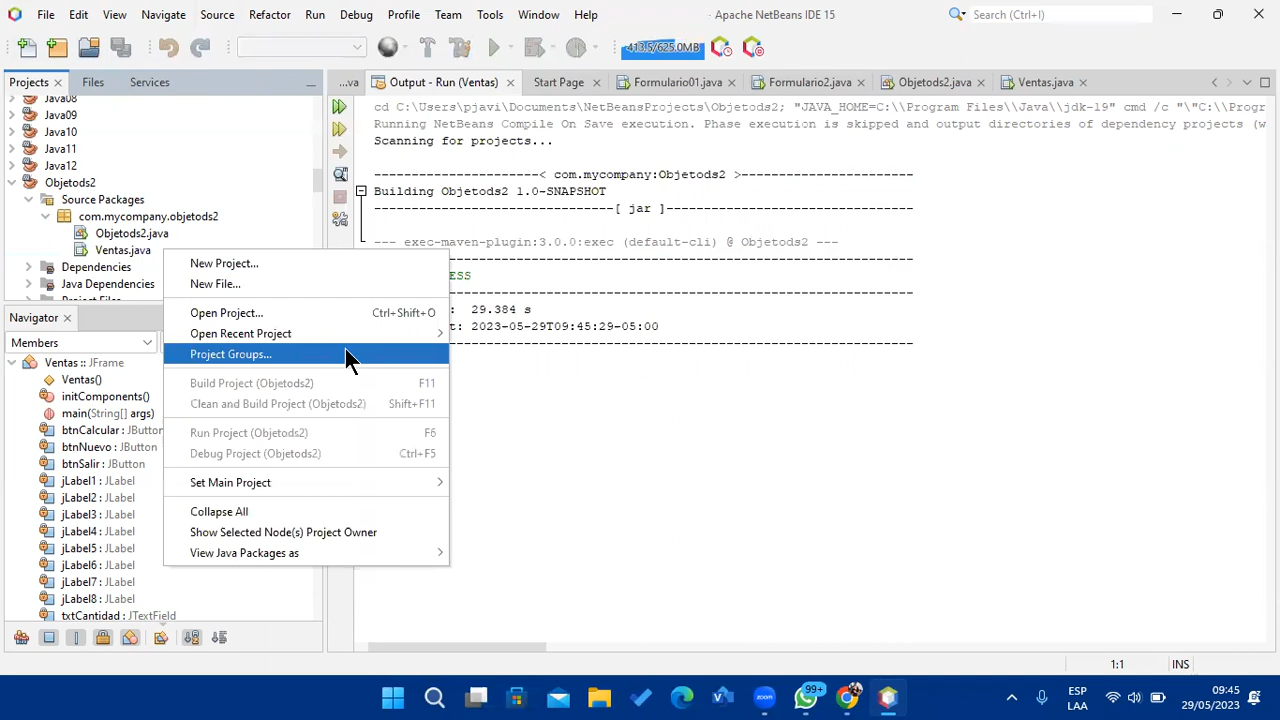 File Edit View Navigate Source Refactor Run Debug Profile Team Tools Window Help - Apache NetBeans IDE 15 Search (Ctrl+I)
413.5/625.0MB
Projects Files Services
...va Output - Run (Ventas) Start Page Formulario01.java Formulario2.java Objetods2.java Ventas.java
Java08
Java09
Java10
Java11
Java12
Objetods2
Source Packages
com.mycompany.objetods2
Objetods2.java
Ventas.java
Dependencies
Java Dependencies
Project Files
cd C:\Users\pjavi\Documents\NetBeansProjects\Objetods2; "JAVA_HOME=C:\\Program Files\\Java\\jdk-19" cmd /c "\"C:\\Progr
Running NetBeans Compile On Save execution. Phase execution is skipped and output directories of dependency projects (w
Scanning for projects...
----------------------< com.mycompany:Objetods2 >-------------------------
Building Objetods2 1.0-SNAPSHOT
--------------------------------[ jar ]---------------------------------
--- exec-maven-plugin:3.0.0:exec (default-cli) @ Objetods2 ---
ESS
: 29.384 s
t: 2023-05-29T09:45:29-05:00
New Project...
New File...
Open Project... Ctrl+Shift+O
Open Recent Project
Project Groups...
Build Project (Objetods2) F11
Clean and Build Project (Objetods2) Shift+F11
Run Project (Objetods2) F6
Debug Project (Objetods2) Ctrl+F5
Set Main Project
Collapse All
Show Selected Node(s) Project Owner
View Java Packages as
Navigator
Members
Ventas :: JFrame
Ventas()
initComponents()
main(String[] args)
btnCalcular : JButton
btnNuevo : JButton
btnSalir : JButton
jLabel1 : JLabel
jLabel2 : JLabel
jLabel3 : JLabel
jLabel4 : JLabel
jLabel5 : JLabel
jLabel6 : JLabel
jLabel7 : JLabel
jLabel8 : JLabel
txtCantidad : JTextField
1:1 INS
99+
ESP
LAA
09:45
29/05/2023